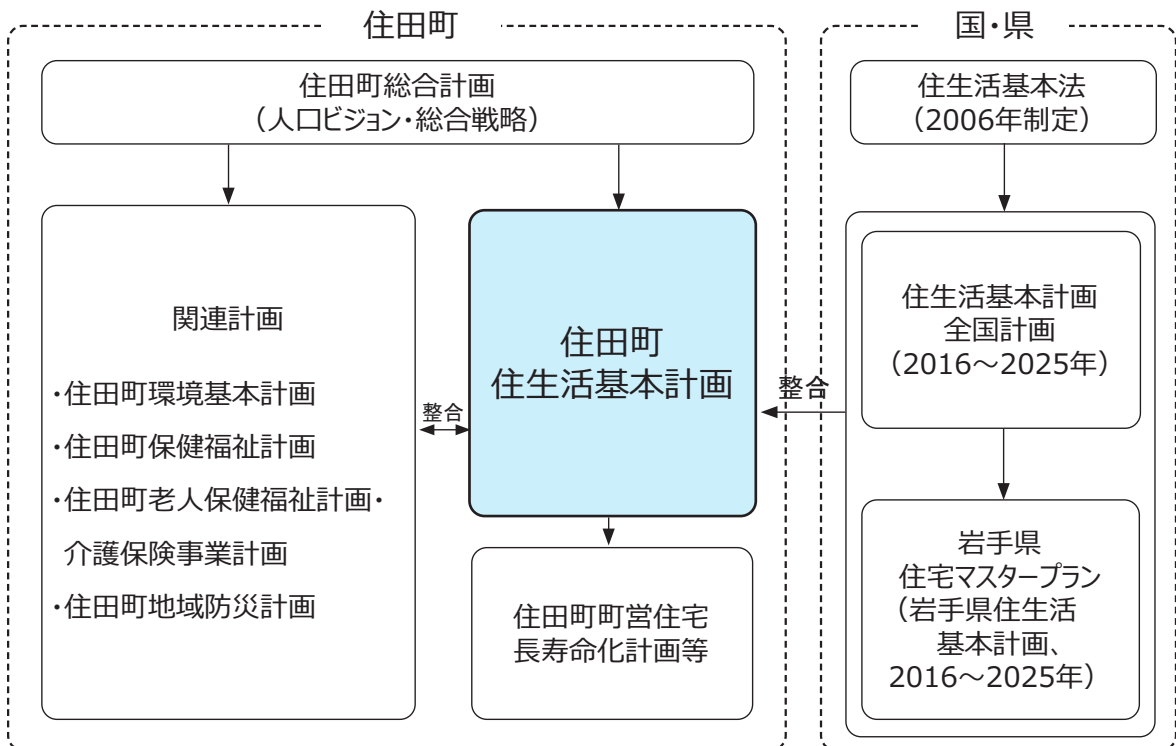 住田町
住田町総合計画
（人口ビジョン・総合戦略）
関連計画
・住田町環境基本計画
・住田町保健福祉計画
・住田町老人保健福祉計画・
介護保険事業計画
・住田町地域防災計画
整合
住田町
住生活基本計画
住田町町営住宅
長寿命化計画等
整合
国・県
住生活基本法
（2006年制定）
住生活基本計画
全国計画
（2016～2025年）
岩手県
住宅マスタープラン
（岩手県住生活
基本計画、
2016～2025年）